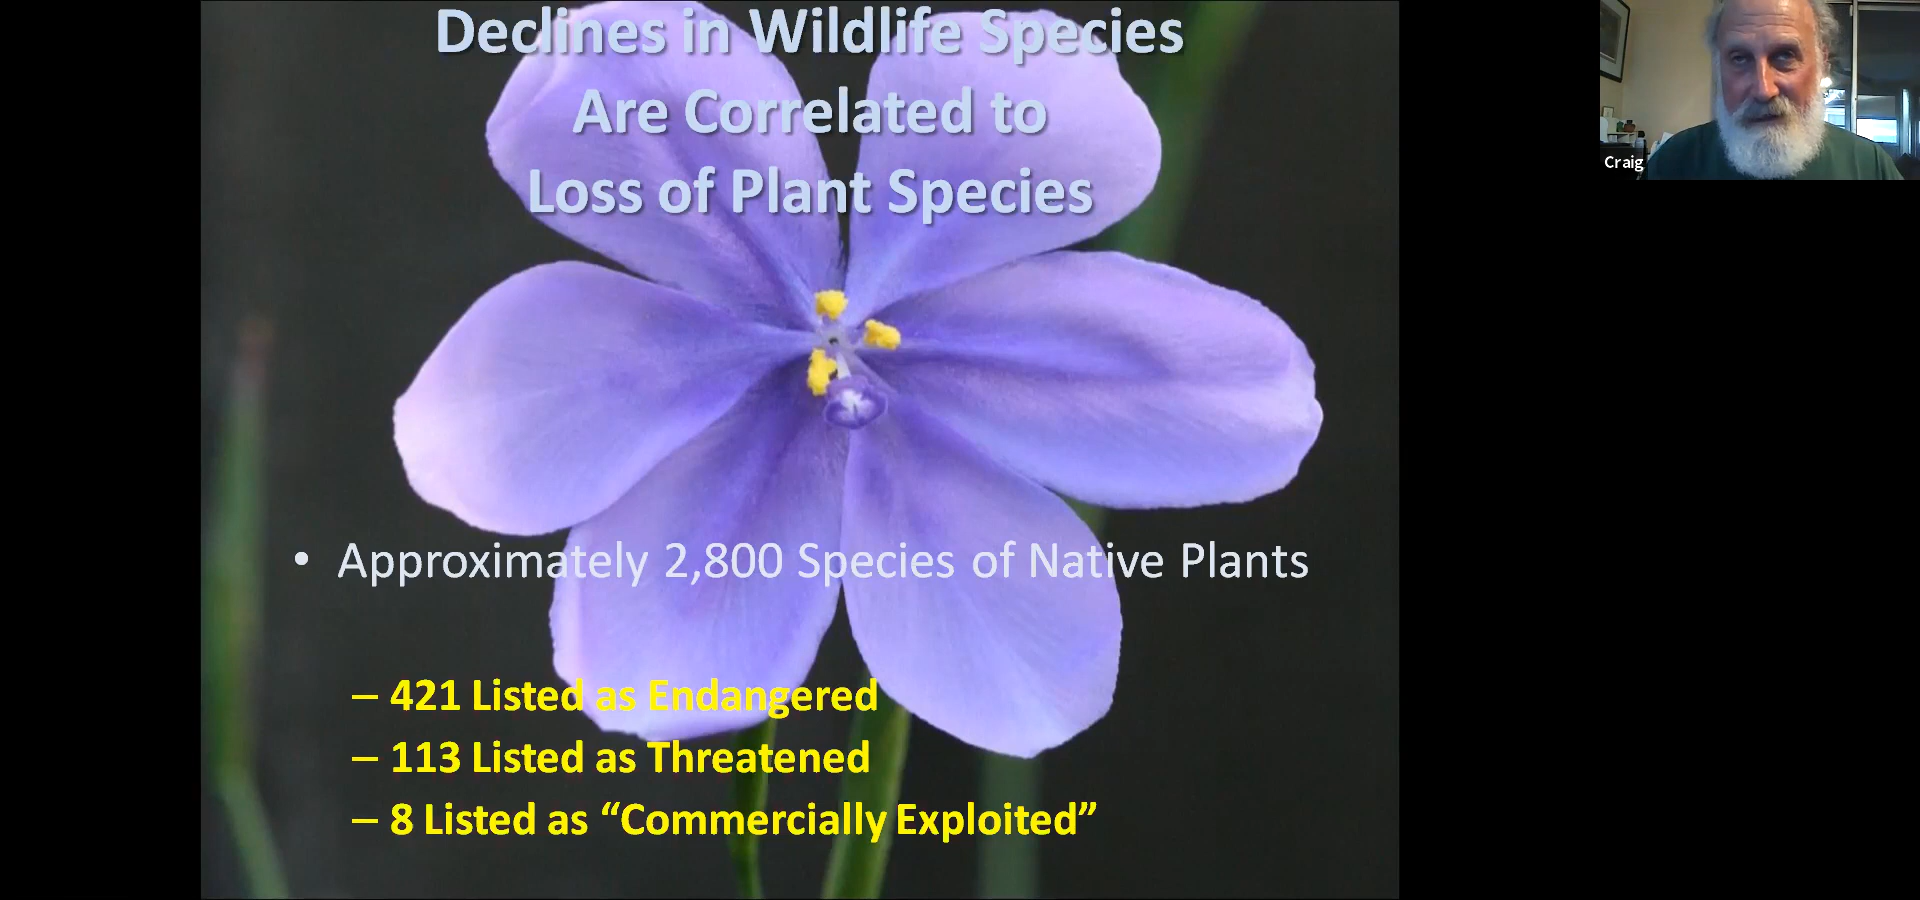 Declines in Wildlife Species
Are Correlated to
Loss of Plant Species
Craig
• Approximately 2,800 Species of Native Plants
– 421 Listed as Endangered
– 113 Listed as Threatened
– 8 Listed as “Commercially Exploited”